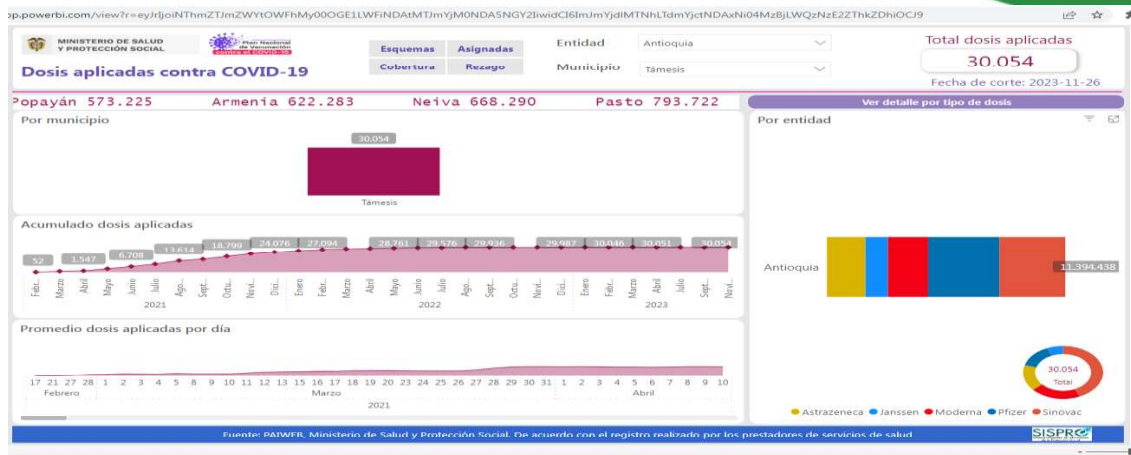 MINISTERIO DE SALUD
Y PROTECCIÓN SOCIAL
Plan Nacional
de Vacunación
contra el COVID-19
Dosis aplicadas contra COVID-19
Esquemas Asignadas
Cobertura Rezago
Entidad Antioquia
Municipio Támesis
Total dosis aplicadas
30.054
Fecha de corte: 2023-11-26
Popayán 573.225 Armenia 622.283 Neiva 668.290 Pasto 793.722
Ver detalle por tipo de dosis
Por municipio
30.054
Támesis
Acumulado dosis aplicadas
52 1.547 6.708 13.614 18.799 24.076 27.094 28.761 29.576 29.936 29.987 30.046 30.051 30.054
Febr... Marzo Abril Mayo Junio Julio Ago... Sept... Octu... Novi... Dici... Enero Febr... Marzo Abril Mayo Junio Julio Ago... Sept... Octu... Novi... Dici... Enero Febr... Marzo Abril Julio Sept... Novi...
2021 2022 2023
Promedio dosis aplicadas por día
17 21 27 28 1 2 3 4 5 8 9 10 11 12 13 15 16 17 18 19 20 23 24 25 26 27 28 29 30 31 1 2 3 4 5 6 7 8 9 10
Febrero Marzo Abril
2021
Por entidad
Antioquia
11.394.438
30.054
Total
Astrazeneca Janssen Moderna Pfizer Sinovac
Fuente: PAIWEB, Ministerio de Salud y Protección Social. De acuerdo con el registro realizado por los prestadores de servicios de salud
SISPRO